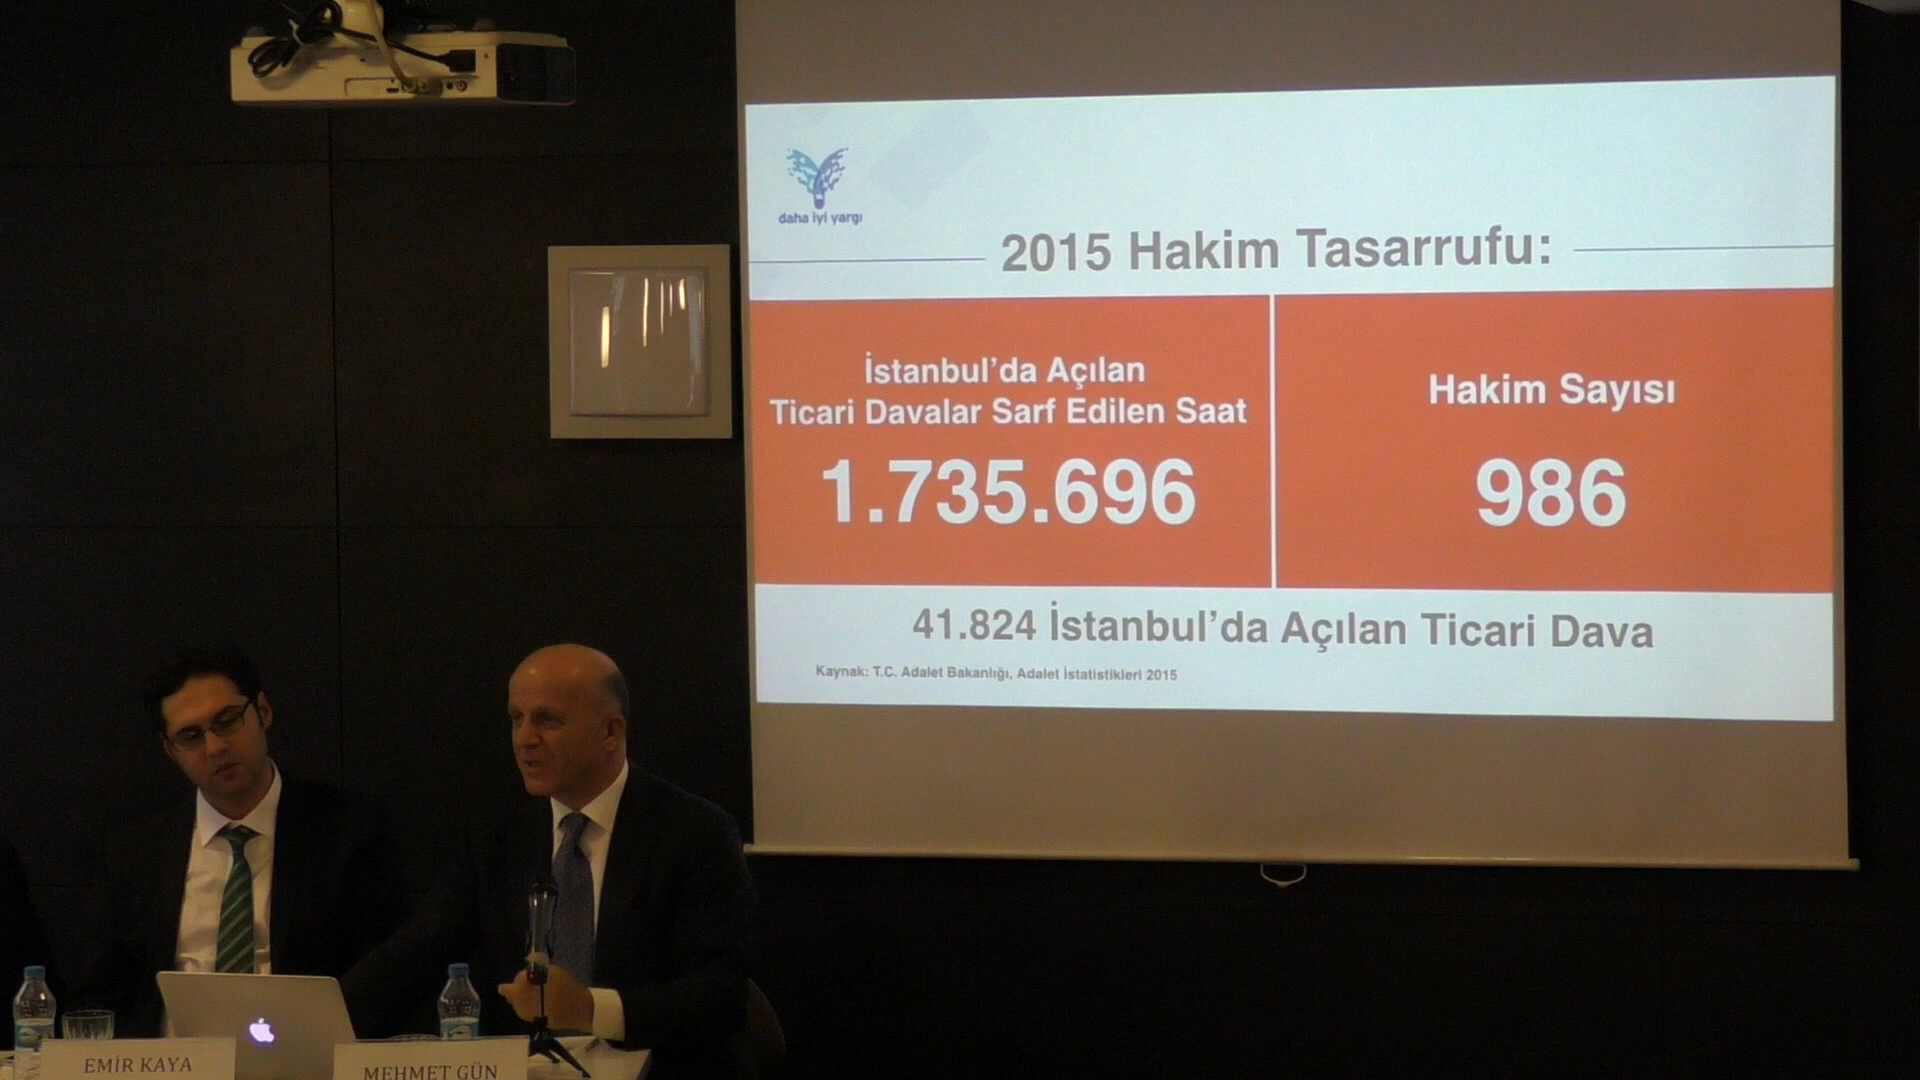 daha iyi yargı
2015 Hakim Tasarrufu:
İstanbul'da Açılan
Ticari Davalar Sarf Edilen Saat
1.735.696
Hakim Sayısı
986
41.824 İstanbul'da Açılan Ticari Dava
Kaynak: T.C. Adalet Bakanlığı, Adalet İstatistikleri 2015
EMİR KAYA
MEHMET GÜN